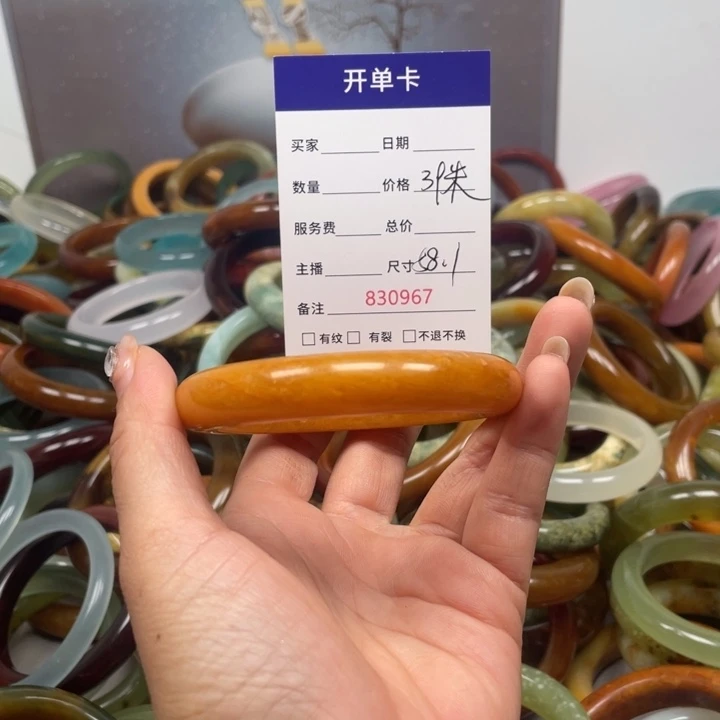 开单卡
买家 日期
数量 价格
服务费 总价
主播 尺寸 58.1
备注 830967
有纹 有裂 不退不换